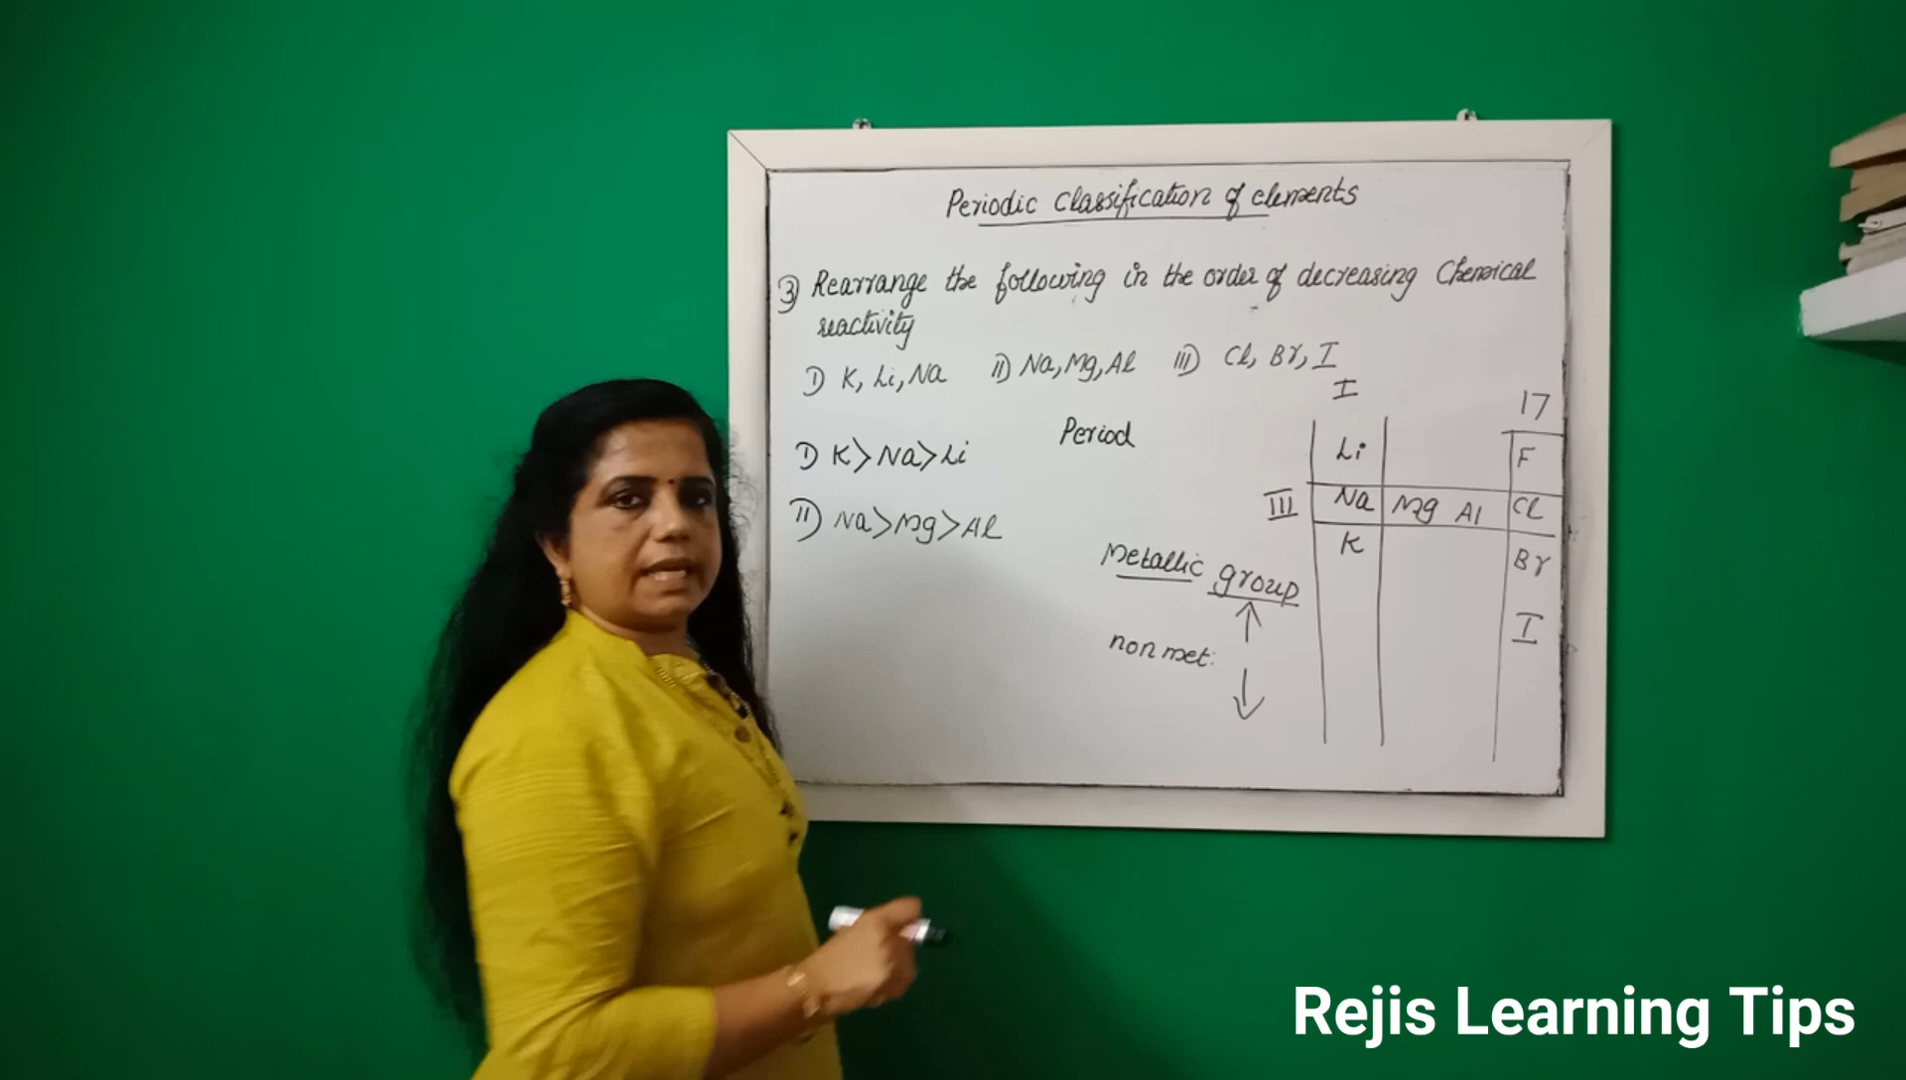 Periodic Classification of elements
3) Rearrange the following in the order of decreasing Chemical
reactivity
I) K, Li, Na II) Na, Mg, Al III) Cl, Br, I
I
17
I) K>Na>Li
Period
Li
F
II) Na>Mg>Al
III
Na Mg Al Cl
K
Br
Metallic group
I
non met:
Rejis Learning Tips